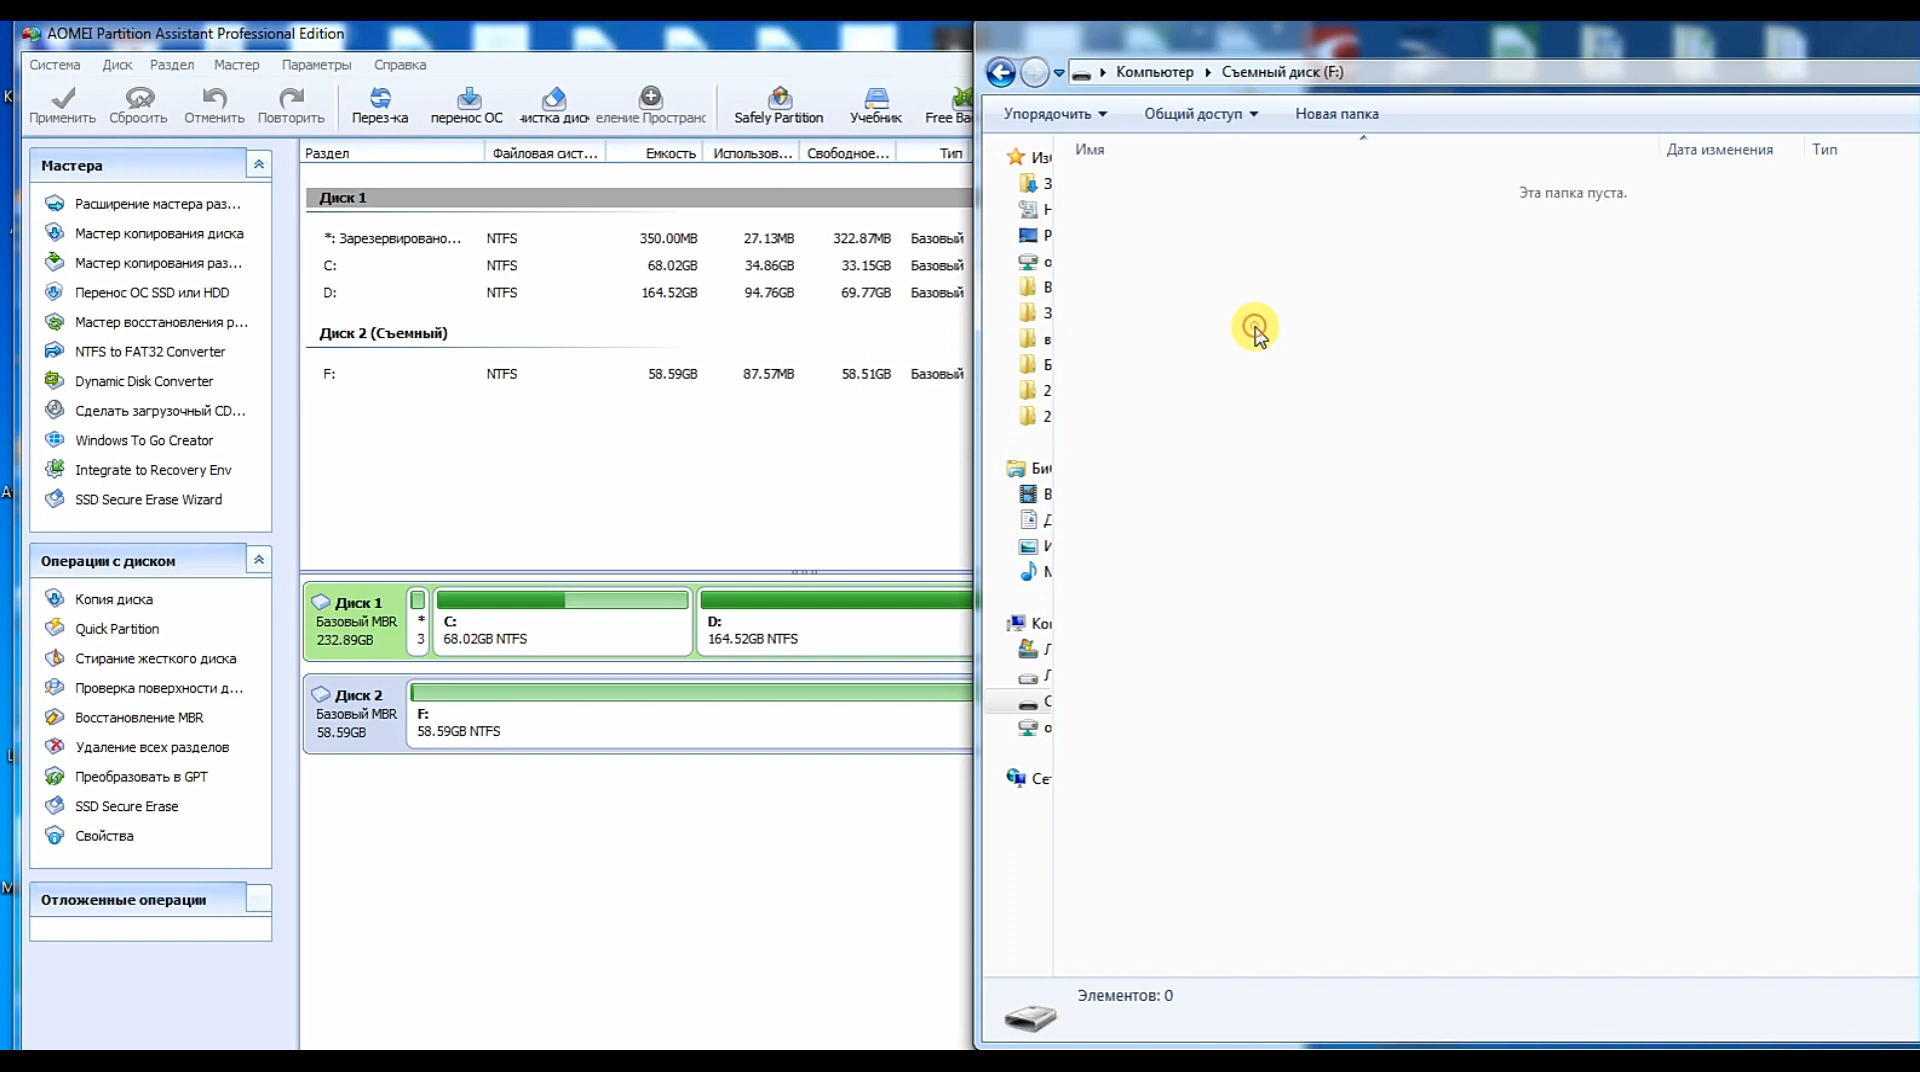 AOMEI Partition Assistant Professional Edition
Система Диск Раздел Мастер Параметры Справка
Применить Сбросить Отменить Повторить Перез-ка перенос ОС чистка диск еление Пространс Safely Partition Учебник Free Bac
Мастера
Расширение мастера раз...
Мастер копирования диска
Мастер копирования раз...
Перенос ОС SSD или HDD
Мастер восстановления р...
NTFS to FAT32 Converter
Dynamic Disk Converter
Сделать загрузочный CD...
Windows To Go Creator
Integrate to Recovery Env
SSD Secure Erase Wizard
Операции с диском
Копия диска
Quick Partition
Стирание жесткого диска
Проверка поверхности д...
Восстановление MBR
Удаление всех разделов
Преобразовать в GPT
SSD Secure Erase
Свойства
Отложенные операции
Раздел Файловая сист... Емкость Использов... Свободное... Тип
Диск 1
*: Зарезервировано... NTFS 350.00MB 27.13MB 322.87MB Базовый
C: NTFS 68.02GB 34.86GB 33.15GB Базовый
D: NTFS 164.52GB 94.76GB 69.77GB Базовый
Диск 2 (Съемный)
F: NTFS 58.59GB 87.57MB 58.51GB Базовый
Диск 1
Базовый MBR
232.89GB
*
3
C:
68.02GB NTFS
D:
164.52GB NTFS
Диск 2
Базовый MBR
58.59GB
F:
58.59GB NTFS
Компьютер Съемный диск (F:)
Упорядочить Общий доступ Новая папка
Имя Дата изменения Тип
Эта папка пуста.
Из
З
Н
Р
о
В
З
в
Б
2
2
Би
В
Д
И
М
Ко
Л
Л
С
о
Се
Элементов: 0